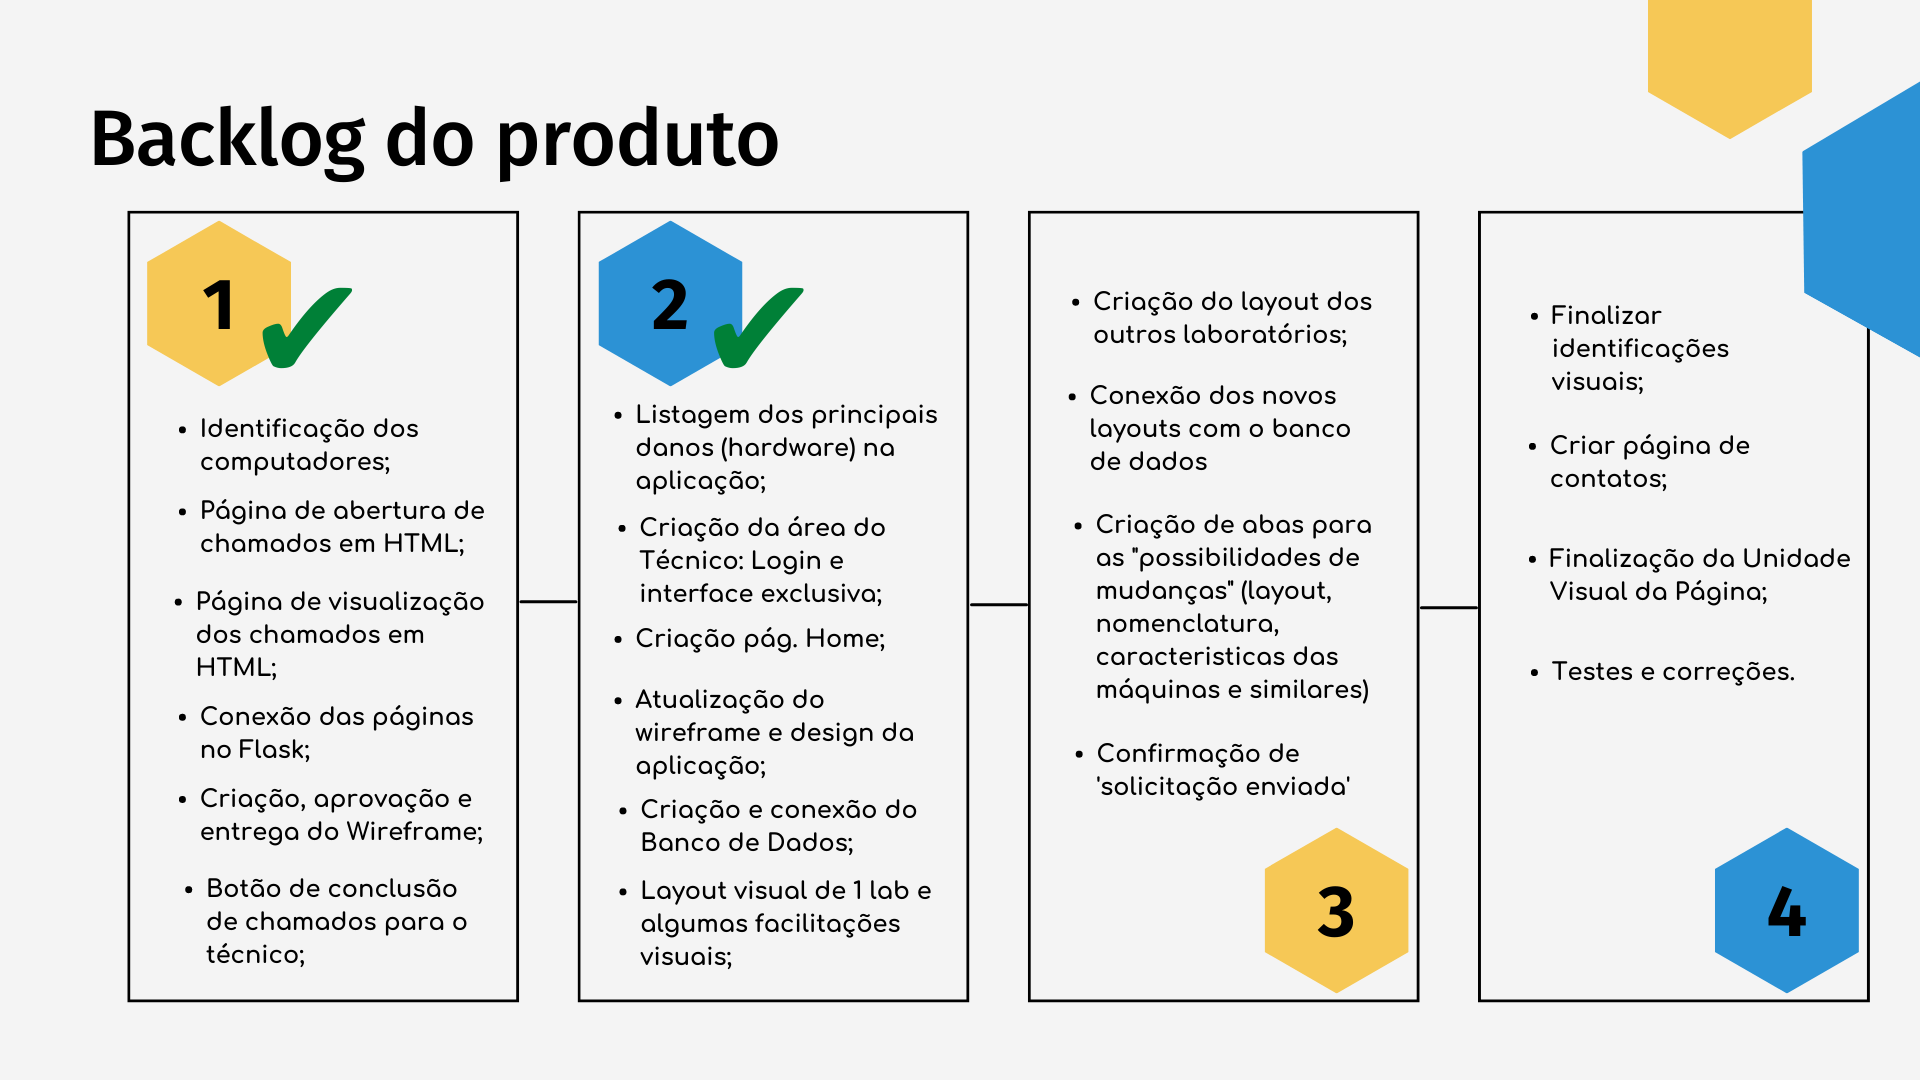 Backlog do produto
1
✔
• Identificação dos
computadores;
• Página de abertura de
chamados em HTML;
• Página de visualização
dos chamados em
HTML;
• Conexão das páginas
no Flask;
• Criação, aprovação e
entrega do Wireframe;
• Botão de conclusão
de chamados para o
técnico;
2
✔
• Listagem dos principais
danos (hardware) na
aplicação;
• Criação da área do
Técnico: Login e
interface exclusiva;
• Criação pág. Home;
• Atualização do
wireframe e design da
aplicação;
• Criação e conexão do
Banco de Dados;
• Layout visual de 1 lab e
algumas facilitações
visuais;
• Criação do layout dos
outros laboratórios;
• Conexão dos novos
layouts com o banco
de dados
• Criação de abas para
as "possibilidades de
mudanças" (layout,
nomenclatura,
caracteristicas das
máquinas e similares)
• Confirmação de
'solicitação enviada'
3
• Finalizar
identificações
visuais;
• Criar página de
contatos;
• Finalização da Unidade
Visual da Página;
• Testes e correções.
4